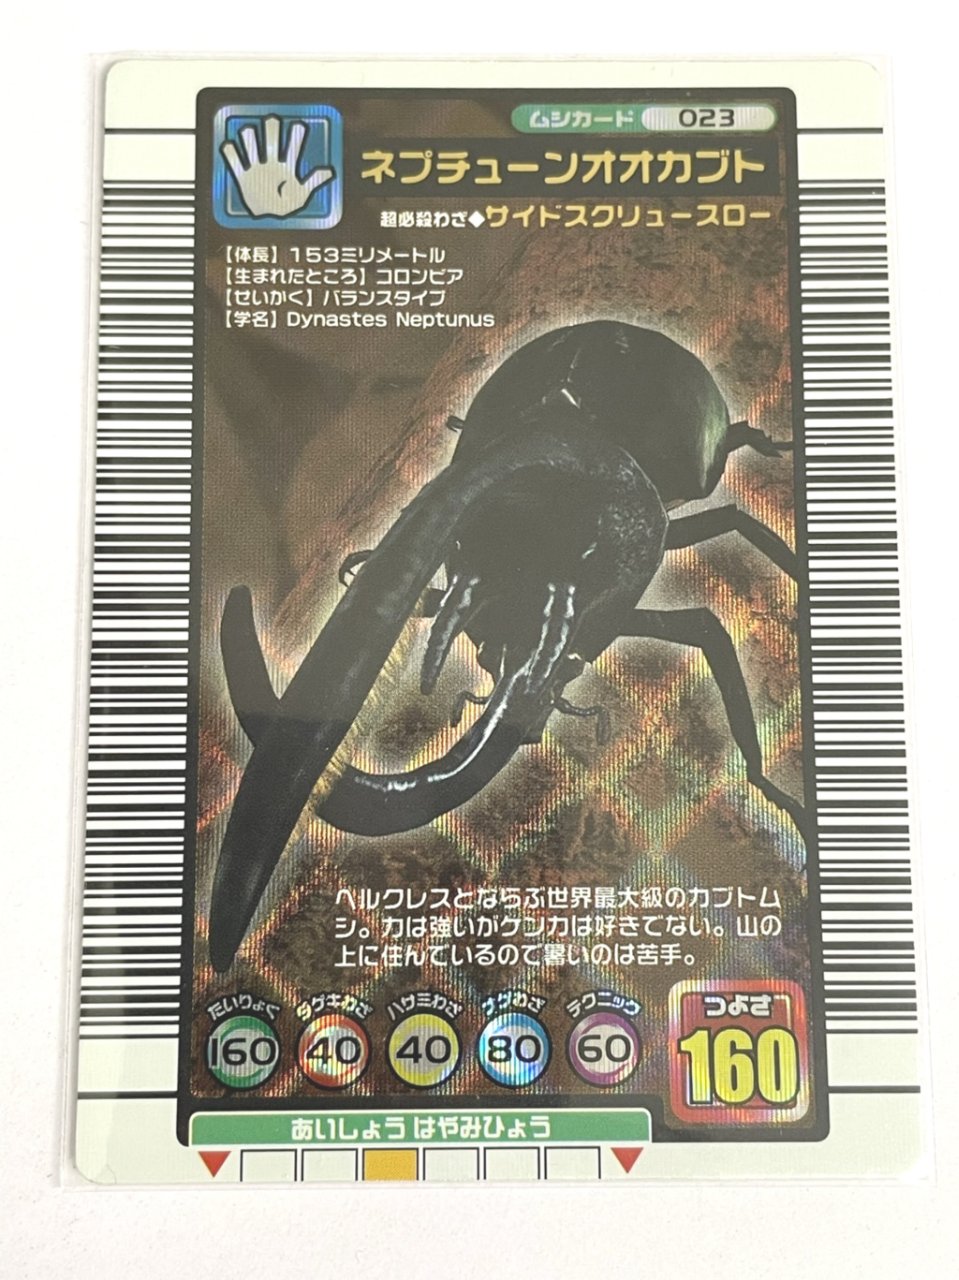 ムシカード 023
ネプチューンオオカブト
超必殺わざ◆サイドスクリュースロー
【体長】153ミリメートル
【生まれたところ】コロンビア
【せいかく】バランスタイプ
【学名】Dynastes Neptunus
ヘルクレスとならぶ世界最大級のカブトム
シ。力は強いがケンカは好きでない。山の
上に住んでいるので暑いのは苦手。
たいりょく ダゲキわざ ハサミわざ ナゲわざ テクニック つよさ
160 40 40 80 60 160
あいしょう はやみひょう